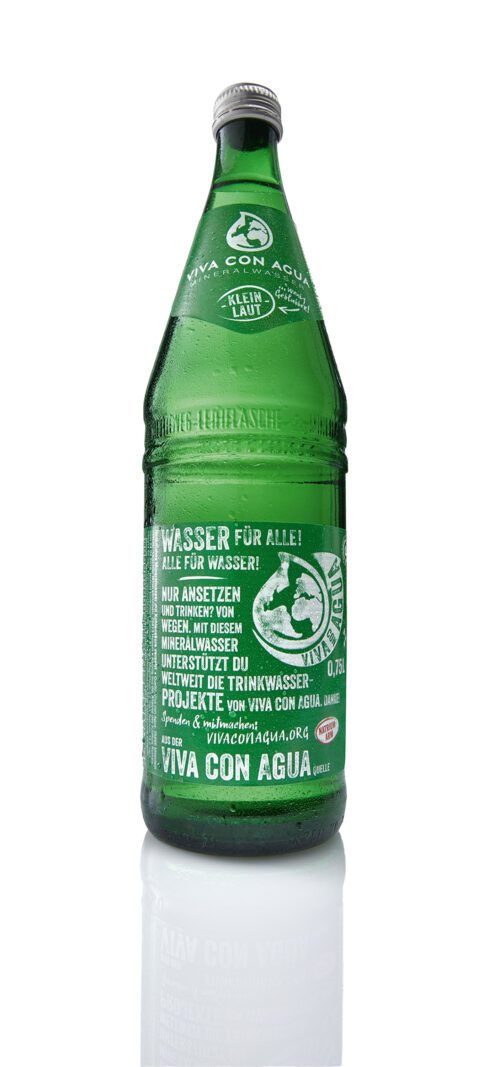 VIVA CON AGUA
MINERALWASSER
- KLEIN -
LAUT
WASSER FÜR ALLE!
ALLE FÜR WASSER!
NUR ANSETZEN
UND TRINKEN? VON
WEGEN. MIT DIESEM
MINERALWASSER
UNTERSTÜTZT DU
WELTWEIT DIE TRINKWASSER-
PROJEKTE VON VIVA CON AGUA. DANKE!
Spenden & mitmachen:
VIVACONAGUA.ORG
AUS DER
VIVA CON AGUA QUELLE
VIVA CON AGUA
0,75L
NATRIUM
ARM